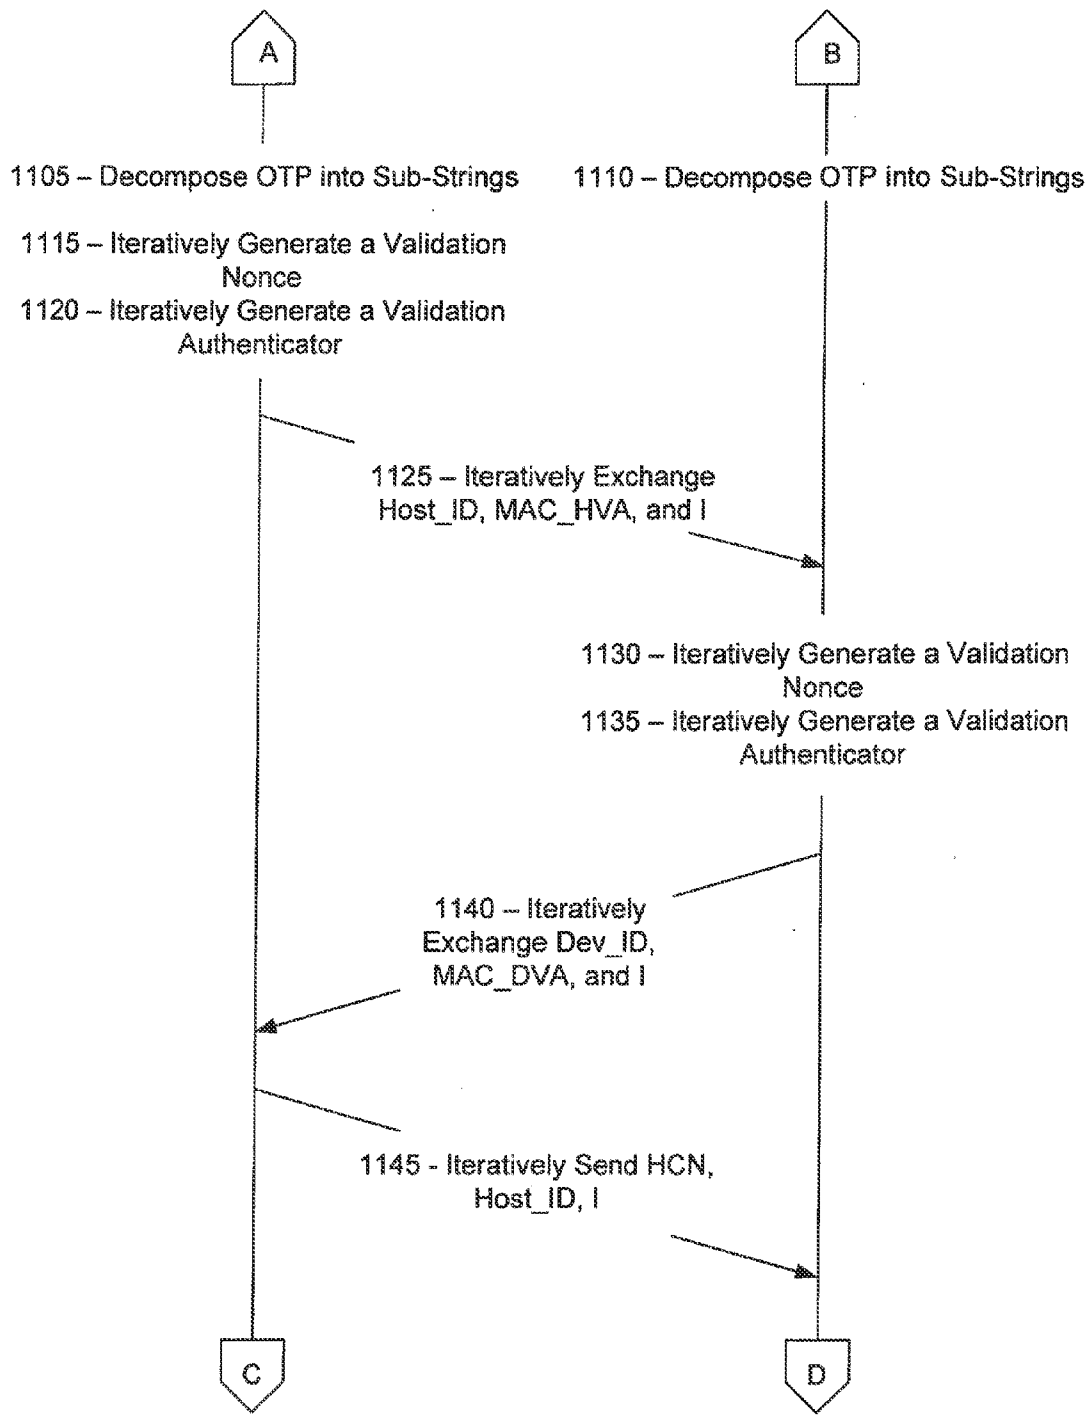 A
B
1105 – Decompose OTP into Sub-Strings
1110 – Decompose OTP into Sub-Strings
1115 – Iteratively Generate a Validation
Nonce
1120 – Iteratively Generate a Validation
Authenticator
1125 – Iteratively Exchange
Host_ID, MAC_HVA, and I
1130 – Iteratively Generate a Validation
Nonce
1135 – Iteratively Generate a Validation
Authenticator
1140 – Iteratively
Exchange Dev_ID,
MAC_DVA, and I
1145 - Iteratively Send HCN,
Host_ID, I
C
D